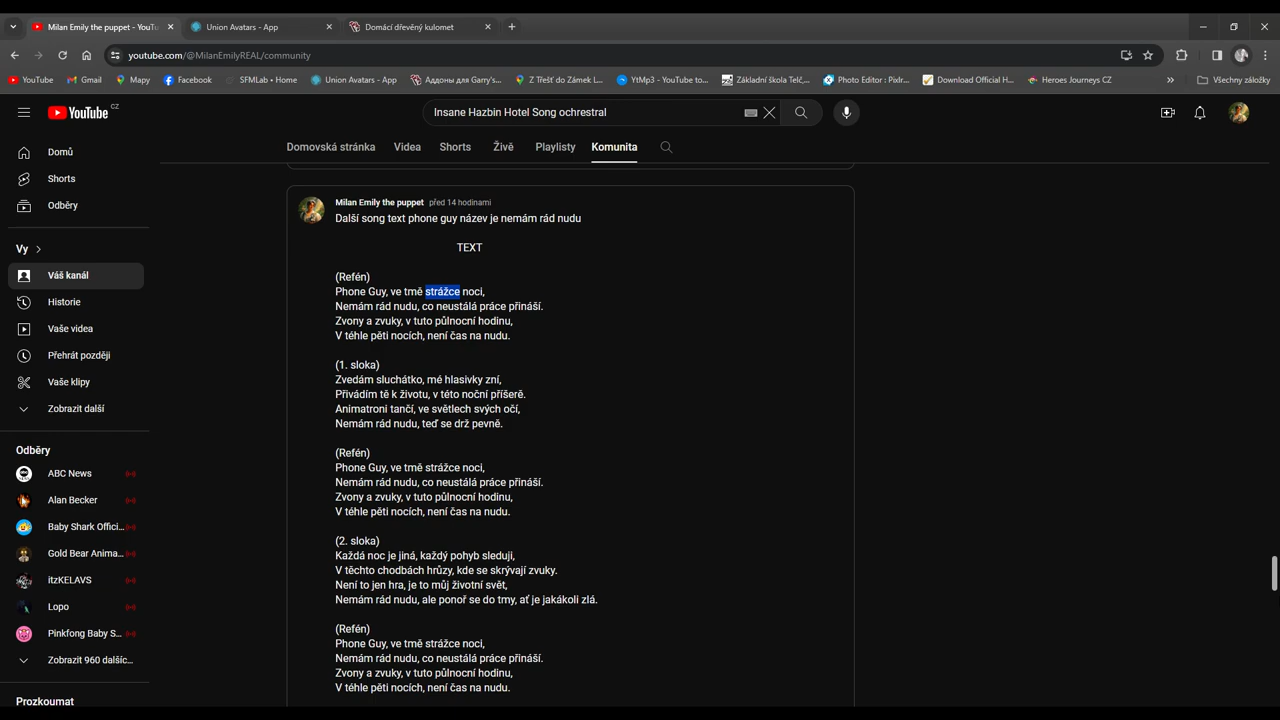 Milan Emily the puppet - YouTu
Union Avatars - App
Domácí dřevěný kulomet
youtube.com/@MilanEmilyREAL/community
YouTube
Gmail
Mapy
Facebook
SFMLab • Home
Union Avatars - App
Аддоны для Garry's...
Z Třešť do Zámek L...
YtMp3 - YouTube to...
Základní škola Telč,...
Photo Editor : Pixlr...
Download Official H...
Heroes Journeys CZ
»
Všechny záložky
YouTube CZ
Insane Hazbin Hotel Song ochrestral
Domovská stránka
Videa
Shorts
Živě
Playlisty
Komunita
Domů
Shorts
Odběry
Vy
Váš kanál
Historie
Vaše videa
Přehrát později
Vaše klipy
Zobrazit další
Odběry
ABC News
Alan Becker
Baby Shark Offici...
Gold Bear Anima...
itzKELAVS
Lopo
Pinkfong Baby S...
Zobrazit 960 dalšíc...
Prozkoumat
Milan Emily the puppet před 14 hodinami
Další song text phone guy název je nemám rád nudu
TEXT
(Refén)
Phone Guy, ve tmě strážce noci,
Nemám rád nudu, co neustálá práce přináší.
Zvony a zvuky, v tuto půlnocní hodinu,
V téhle pěti nocích, není čas na nudu.
(1. sloka)
Zvedám sluchátko, mé hlasivky zní,
Přivádím tě k životu, v této noční příšerě.
Animatroni tančí, ve světlech svých očí,
Nemám rád nudu, teď se drž pevně.
(Refén)
Phone Guy, ve tmě strážce noci,
Nemám rád nudu, co neustálá práce přináší.
Zvony a zvuky, v tuto půlnocní hodinu,
V téhle pěti nocích, není čas na nudu.
(2. sloka)
Každá noc je jiná, každý pohyb sleduji,
V těchto chodbách hrůzy, kde se skrývají zvuky.
Není to jen hra, je to můj životní svět,
Nemám rád nudu, ale ponoř se do tmy, ať je jakákoli zlá.
(Refén)
Phone Guy, ve tmě strážce noci,
Nemám rád nudu, co neustálá práce přináší.
Zvony a zvuky, v tuto půlnocní hodinu,
V téhle pěti nocích, není čas na nudu.